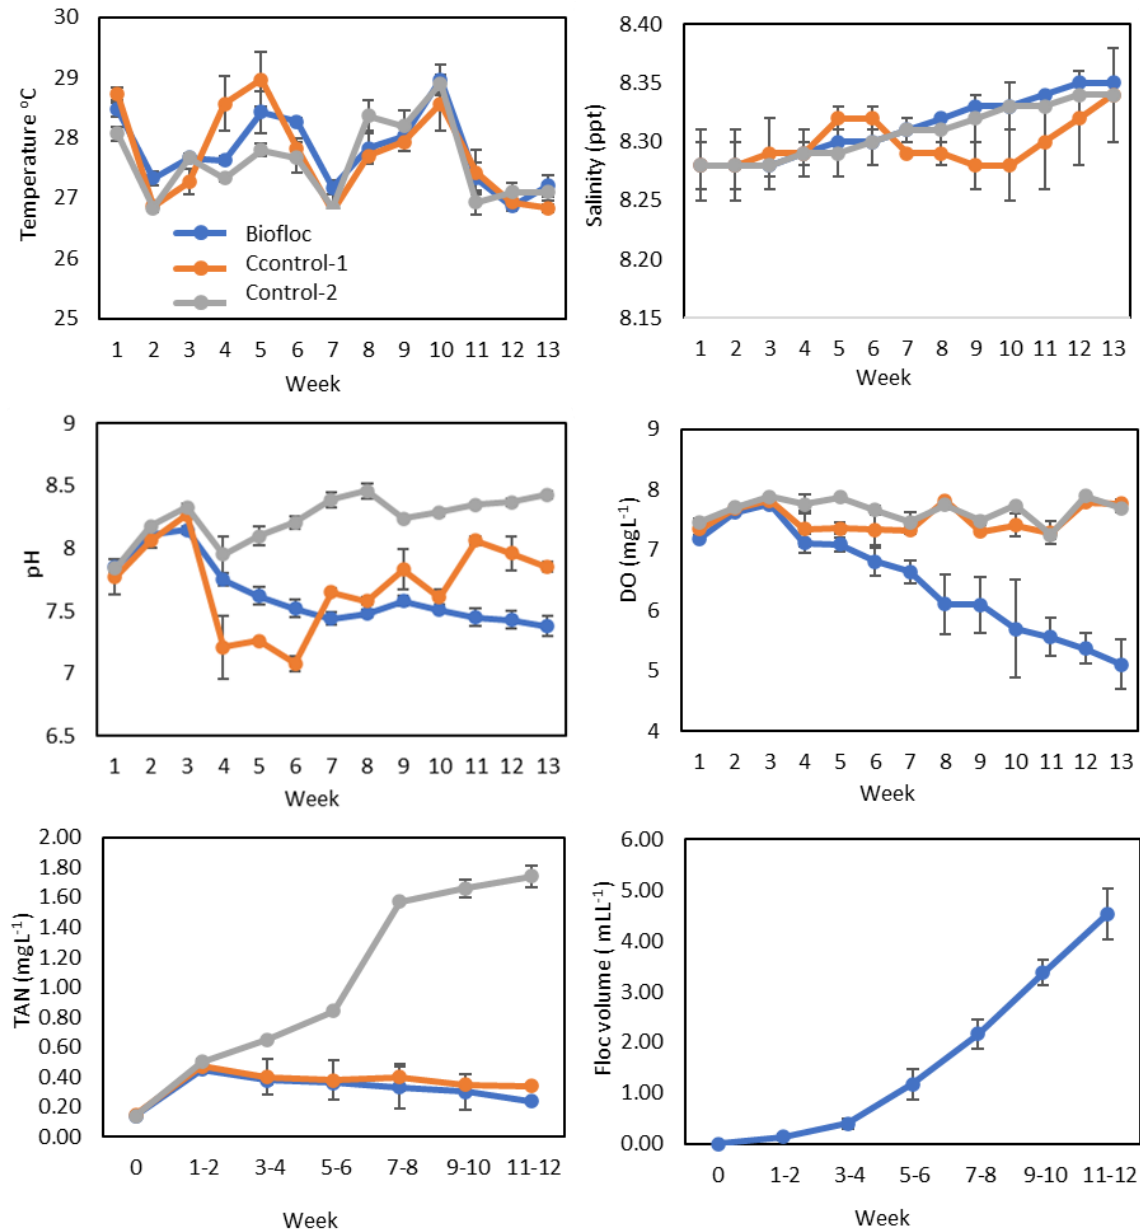 Temperature ºC
30
29
28
27
26
25
Biofloc
Ccontrol-1
Control-2
1 2 3 4 5 6 7 8 9 10 11 12 13
Week
Salinity (ppt)
8.40
8.35
8.30
8.25
8.20
8.15
1 2 3 4 5 6 7 8 9 10 11 12 13
Week
pH
9
8.5
8
7.5
7
6.5
1 2 3 4 5 6 7 8 9 10 11 12 13
Week
DO (mgL⁻¹)
9
8
7
6
5
4
1 2 3 4 5 6 7 8 9 10 11 12 13
Week
TAN (mgL⁻¹)
2.00
1.80
1.60
1.40
1.20
1.00
0.80
0.60
0.40
0.20
0.00
0 1-2 3-4 5-6 7-8 9-10 11-12
Week
Floc volume ( mLL⁻¹)
6.00
5.00
4.00
3.00
2.00
1.00
0.00
0 1-2 3-4 5-6 7-8 9-10 11-12
Week